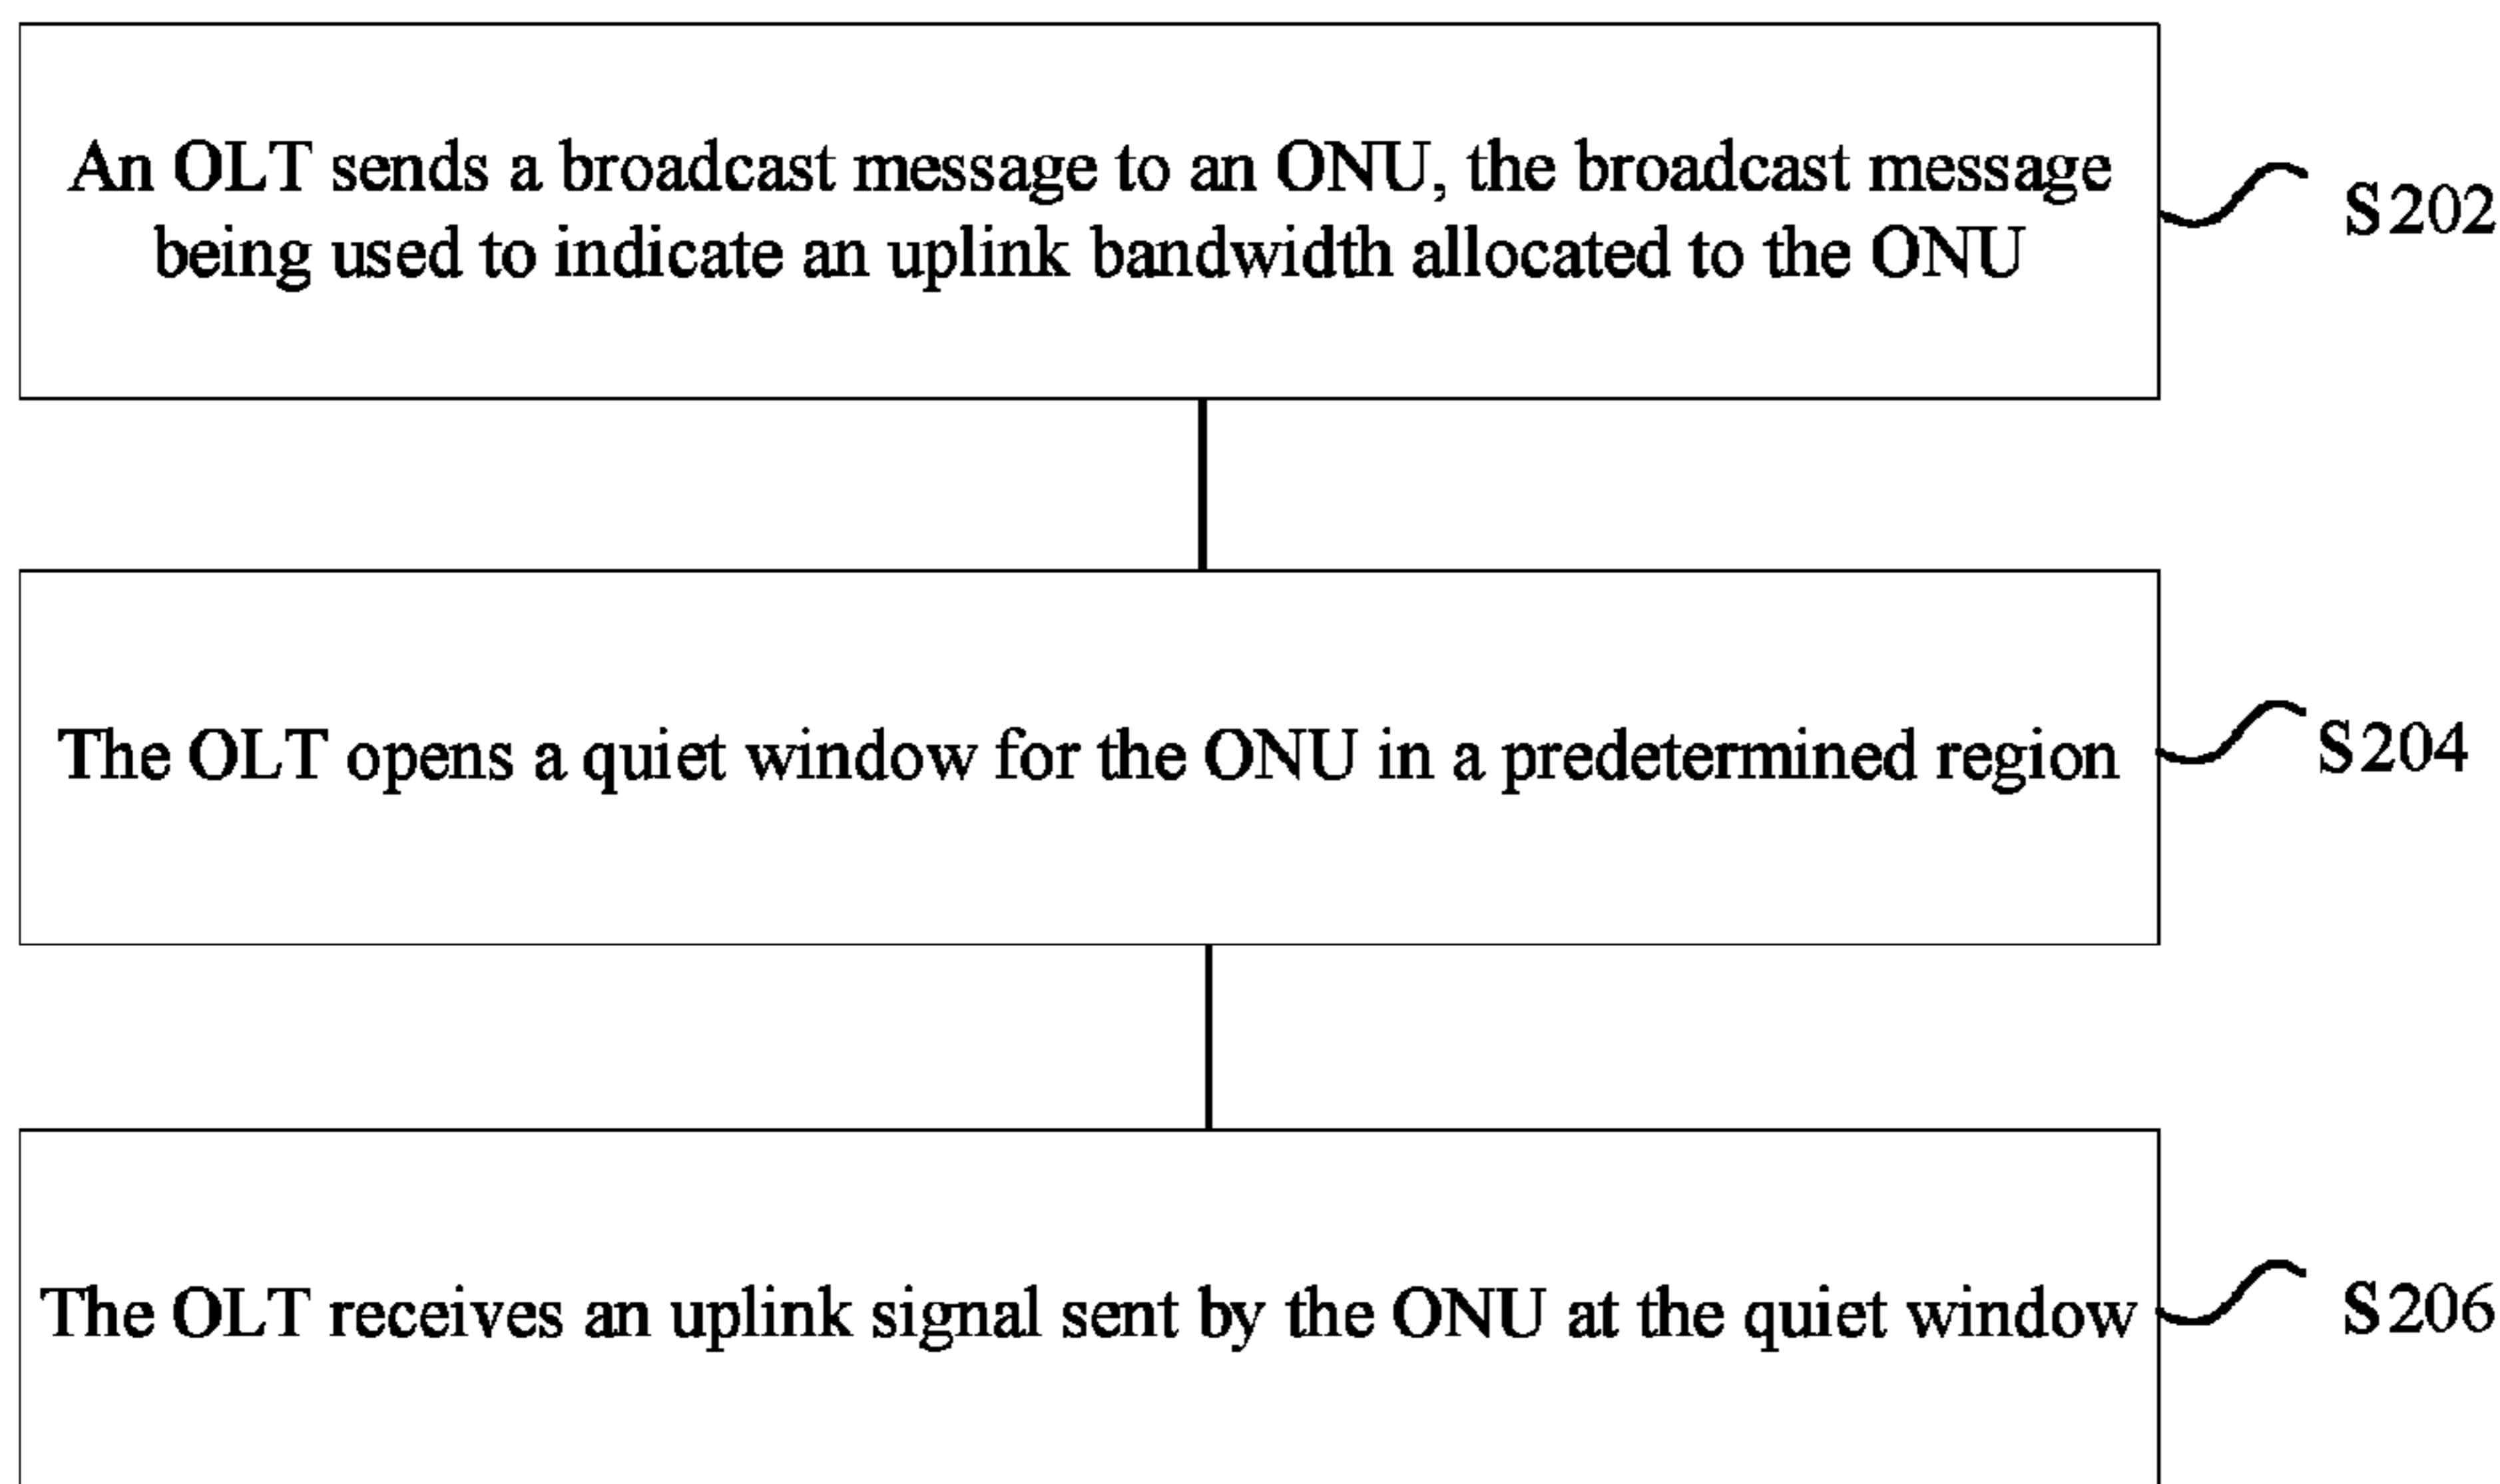 An OLT sends a broadcast message to an ONU, the broadcast message
being used to indicate an uplink bandwidth allocated to the ONU
S202
The OLT opens a quiet window for the ONU in a predetermined region
S204
The OLT receives an uplink signal sent by the ONU at the quiet window
S206